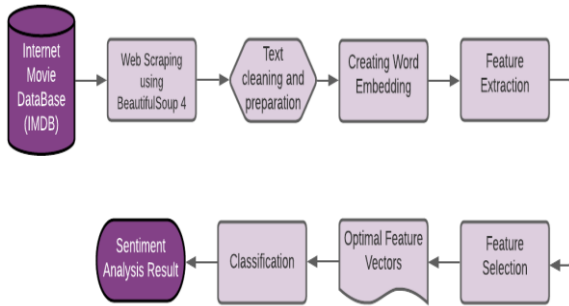 Internet
Movie
DataBase
(IMDB)
Web Scraping
using
BeautifulSoup 4
Text
cleaning and
preparation
Creating Word
Embedding
Feature
Extraction
Sentiment
Analysis Result
Classification
Optimal Feature
Vectors
Feature
Selection